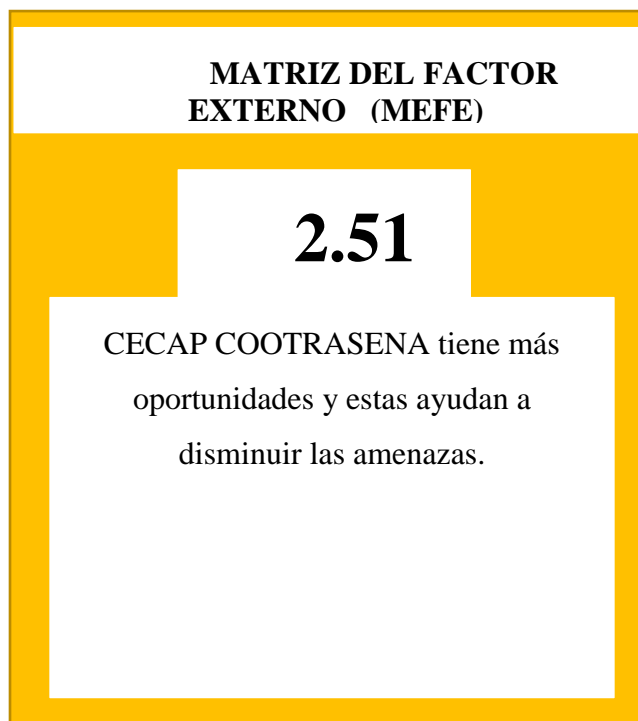 MATRIZ DEL FACTOR
EXTERNO (MEFE)
2.51
CECAP COOTRASENA tiene más
oportunidades y estas ayudan a
disminuir las amenazas.